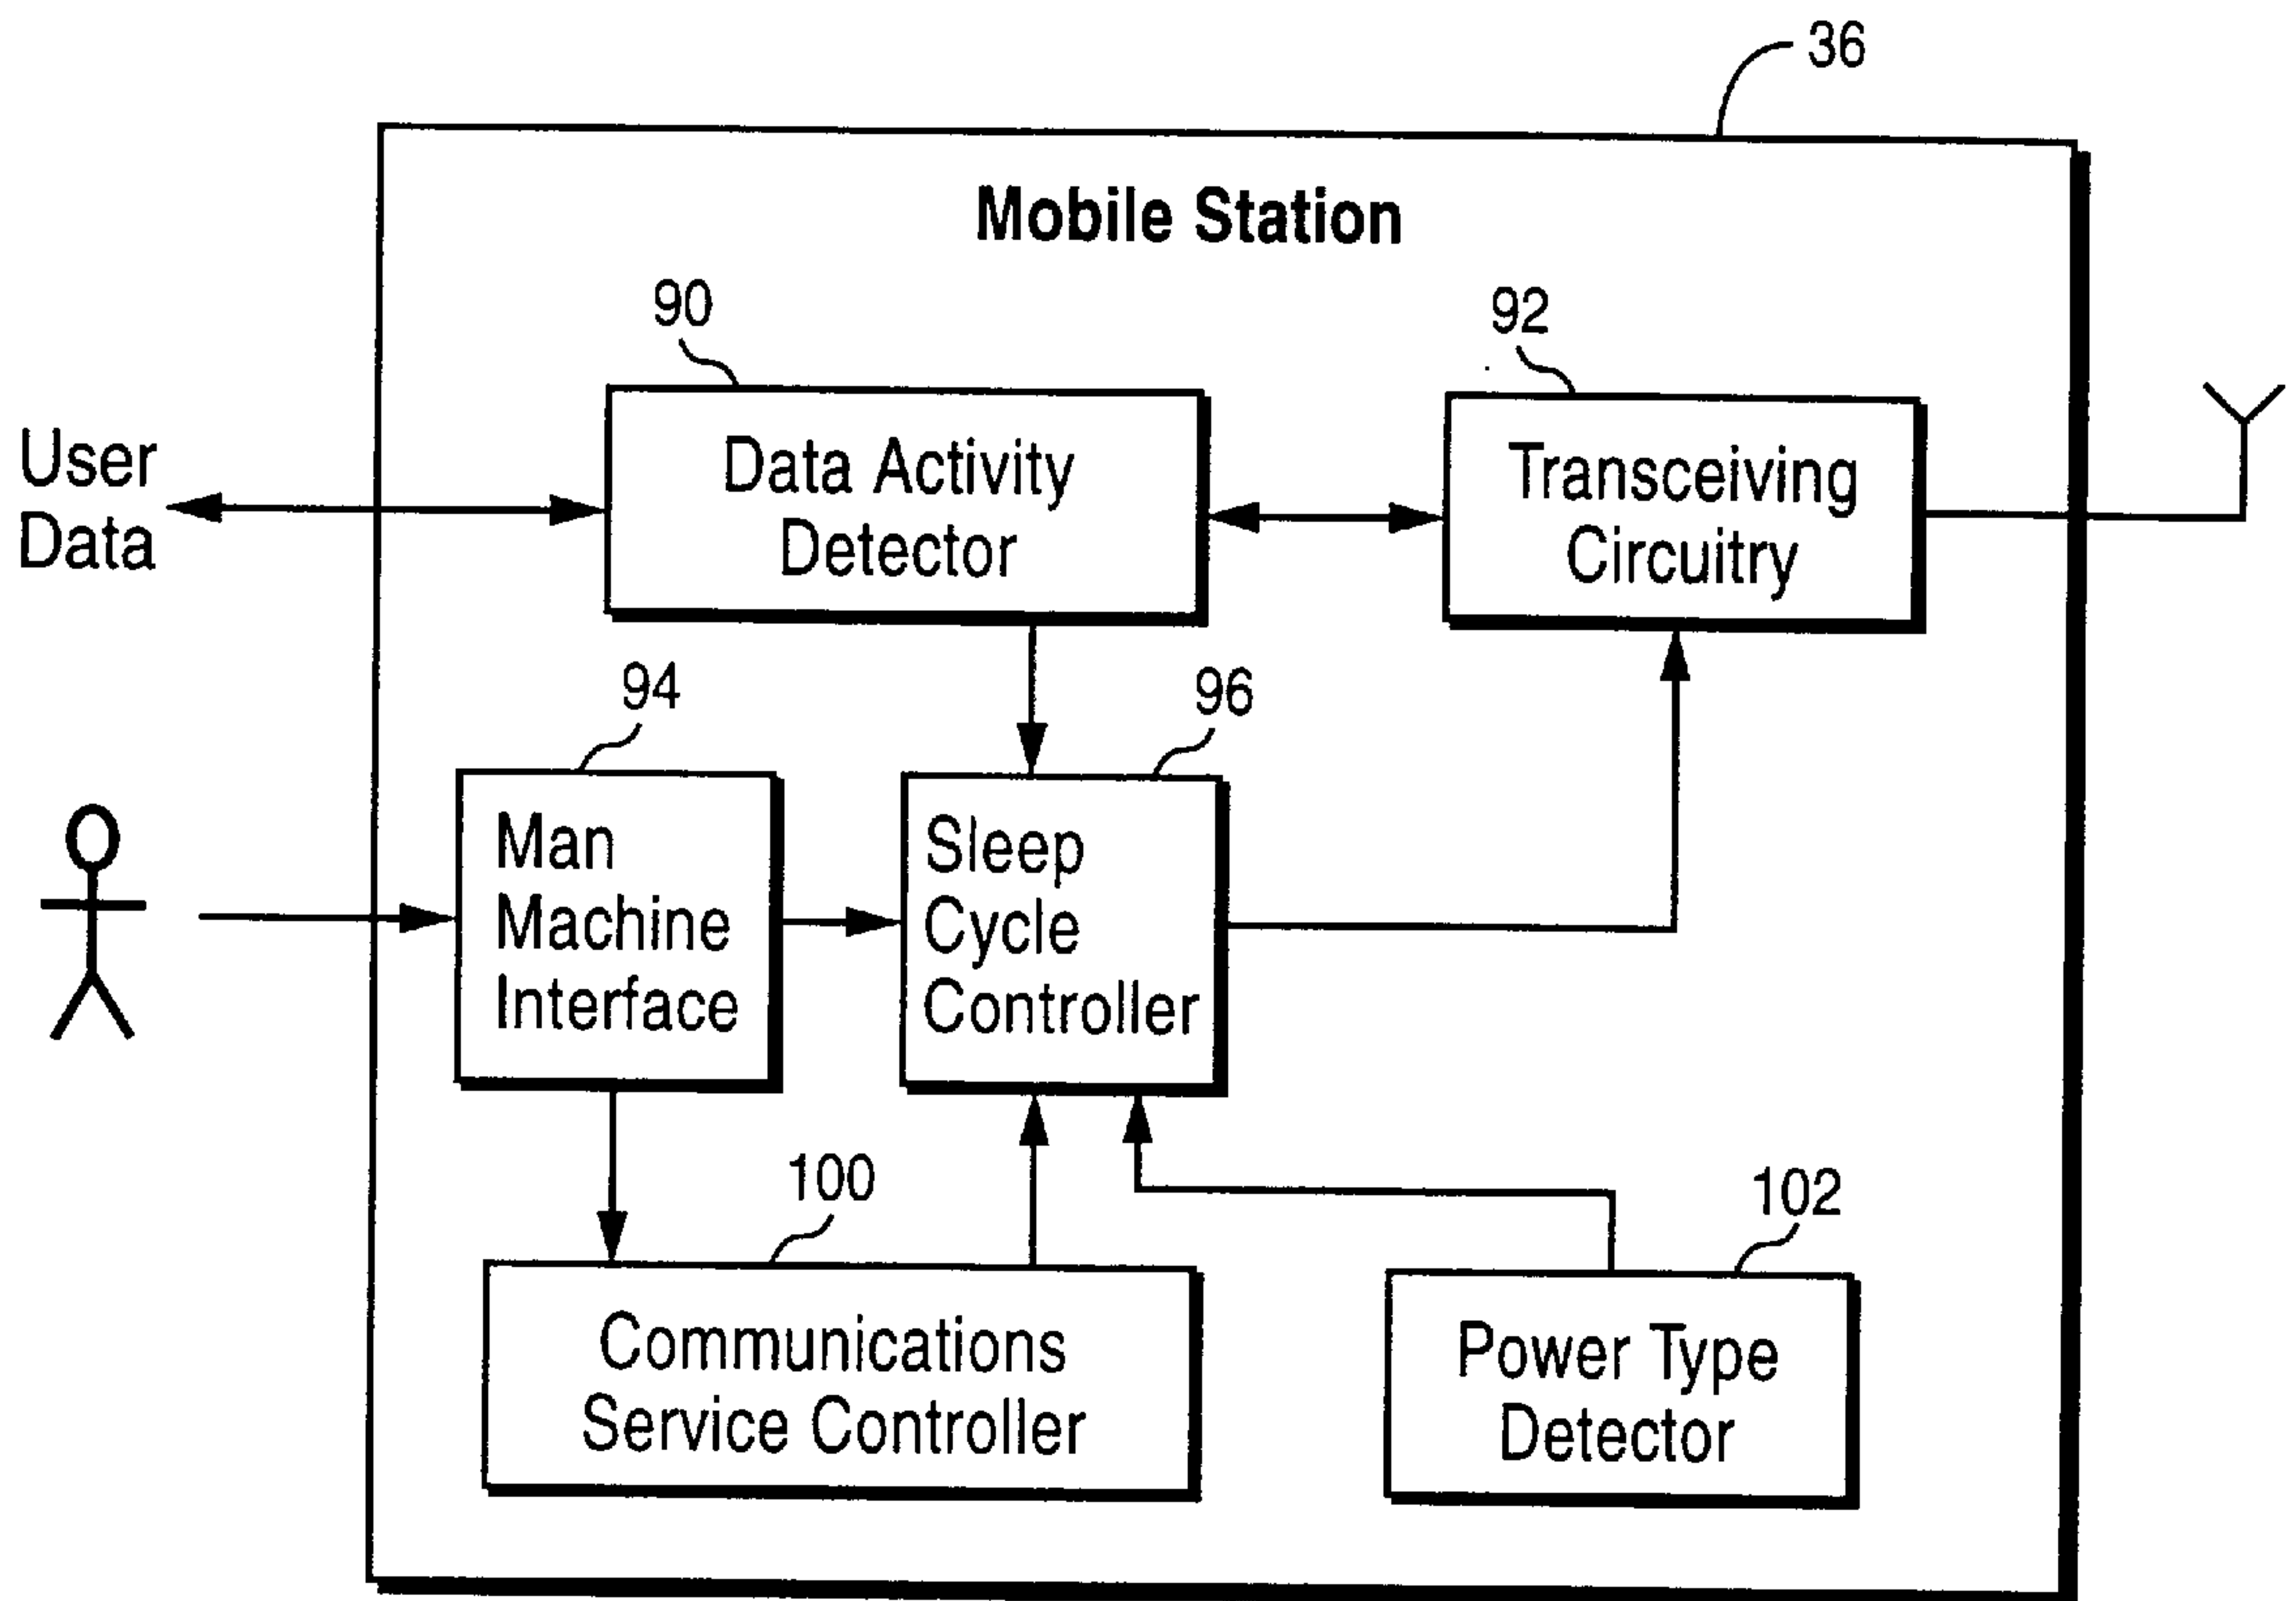 36
Mobile Station
90
92
User
Data
Data Activity
Detector
Transceiving
Circuitry
94
96
Man
Machine
Interface
Sleep
Cycle
Controller
100
102
Communications
Service Controller
Power Type
Detector